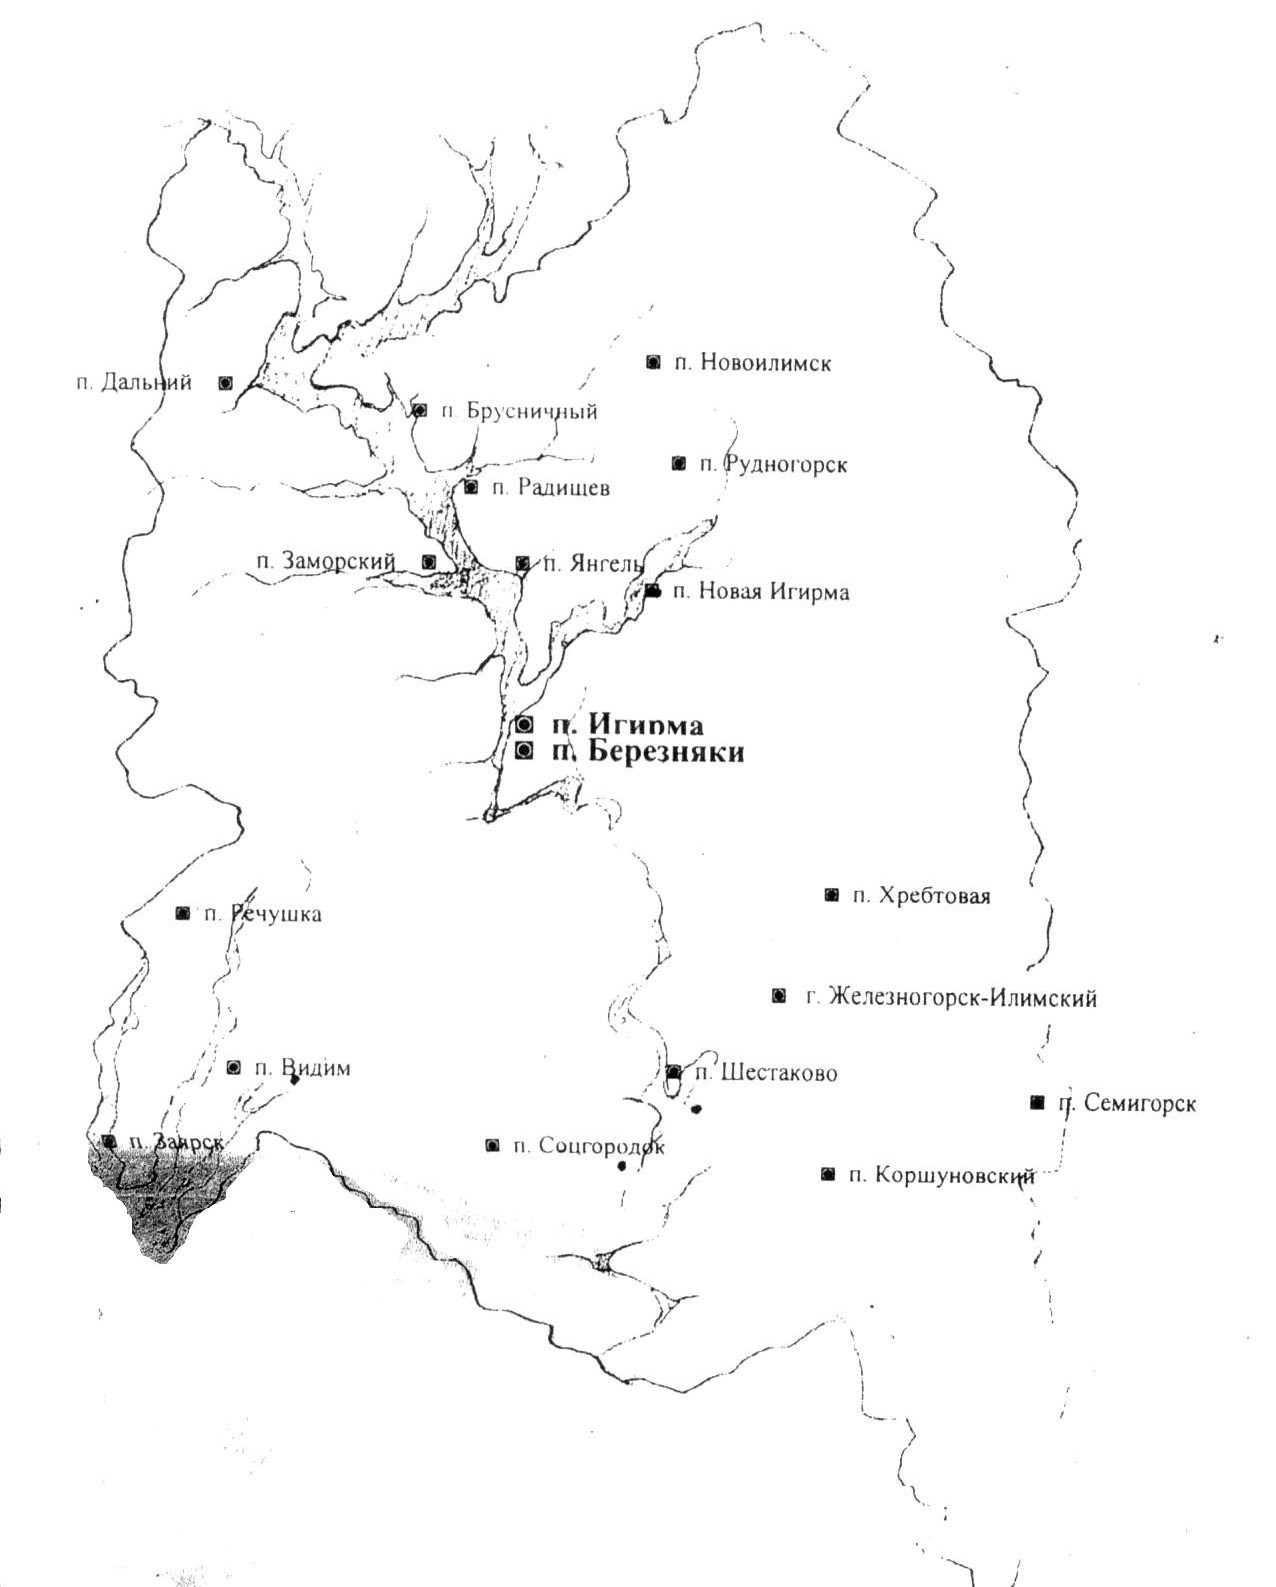 п. Новоилимск
п. Дальний
п. Брусничный
п. Рудногорск
п. Радищев
п. Заморский
п. Янгель
п. Новая Игирма
п. Игирма
п. Березняки
п. Хребтовая
п. Речушка
г. Железногорск-Илимский
п. Видим
п. Шестаково
п. Семигорск
п. Заярск
п. Соцгородок
п. Коршуновский